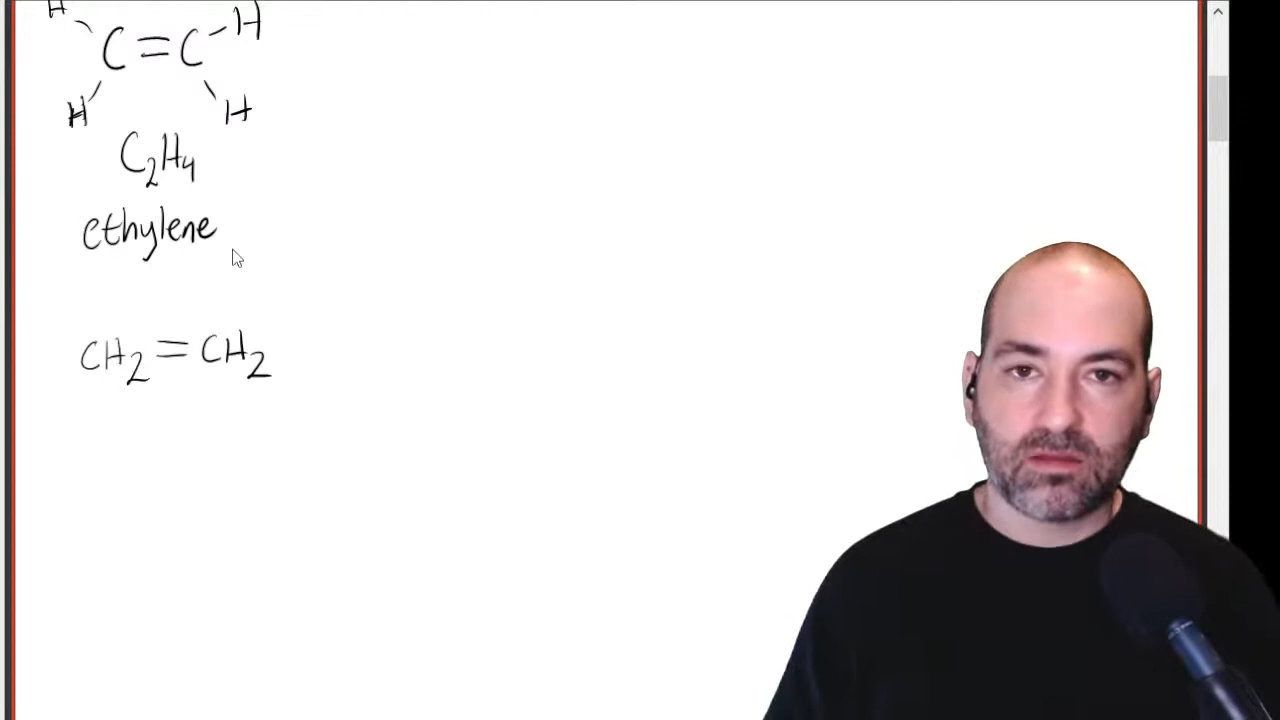 H
C=C H
H H
C₂H₄
ethylene
CH₂=CH₂